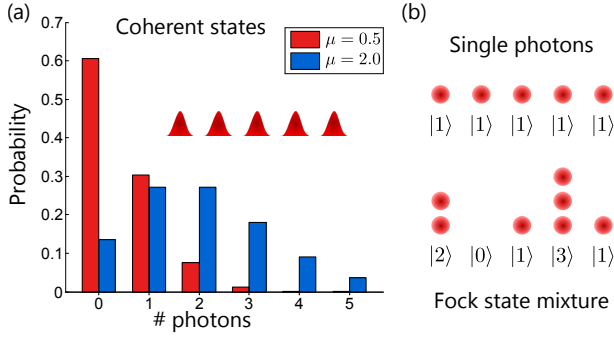 (a)
Coherent states
μ = 0.5
μ = 2.0
Probability
0.7
0.6
0.5
0.4
0.3
0.2
0.1
0
0 1 2 3 4 5
# photons
(b)
Single photons
|1⟩ |1⟩ |1⟩ |1⟩ |1⟩
|2⟩ |0⟩ |1⟩ |3⟩ |1⟩
Fock state mixture